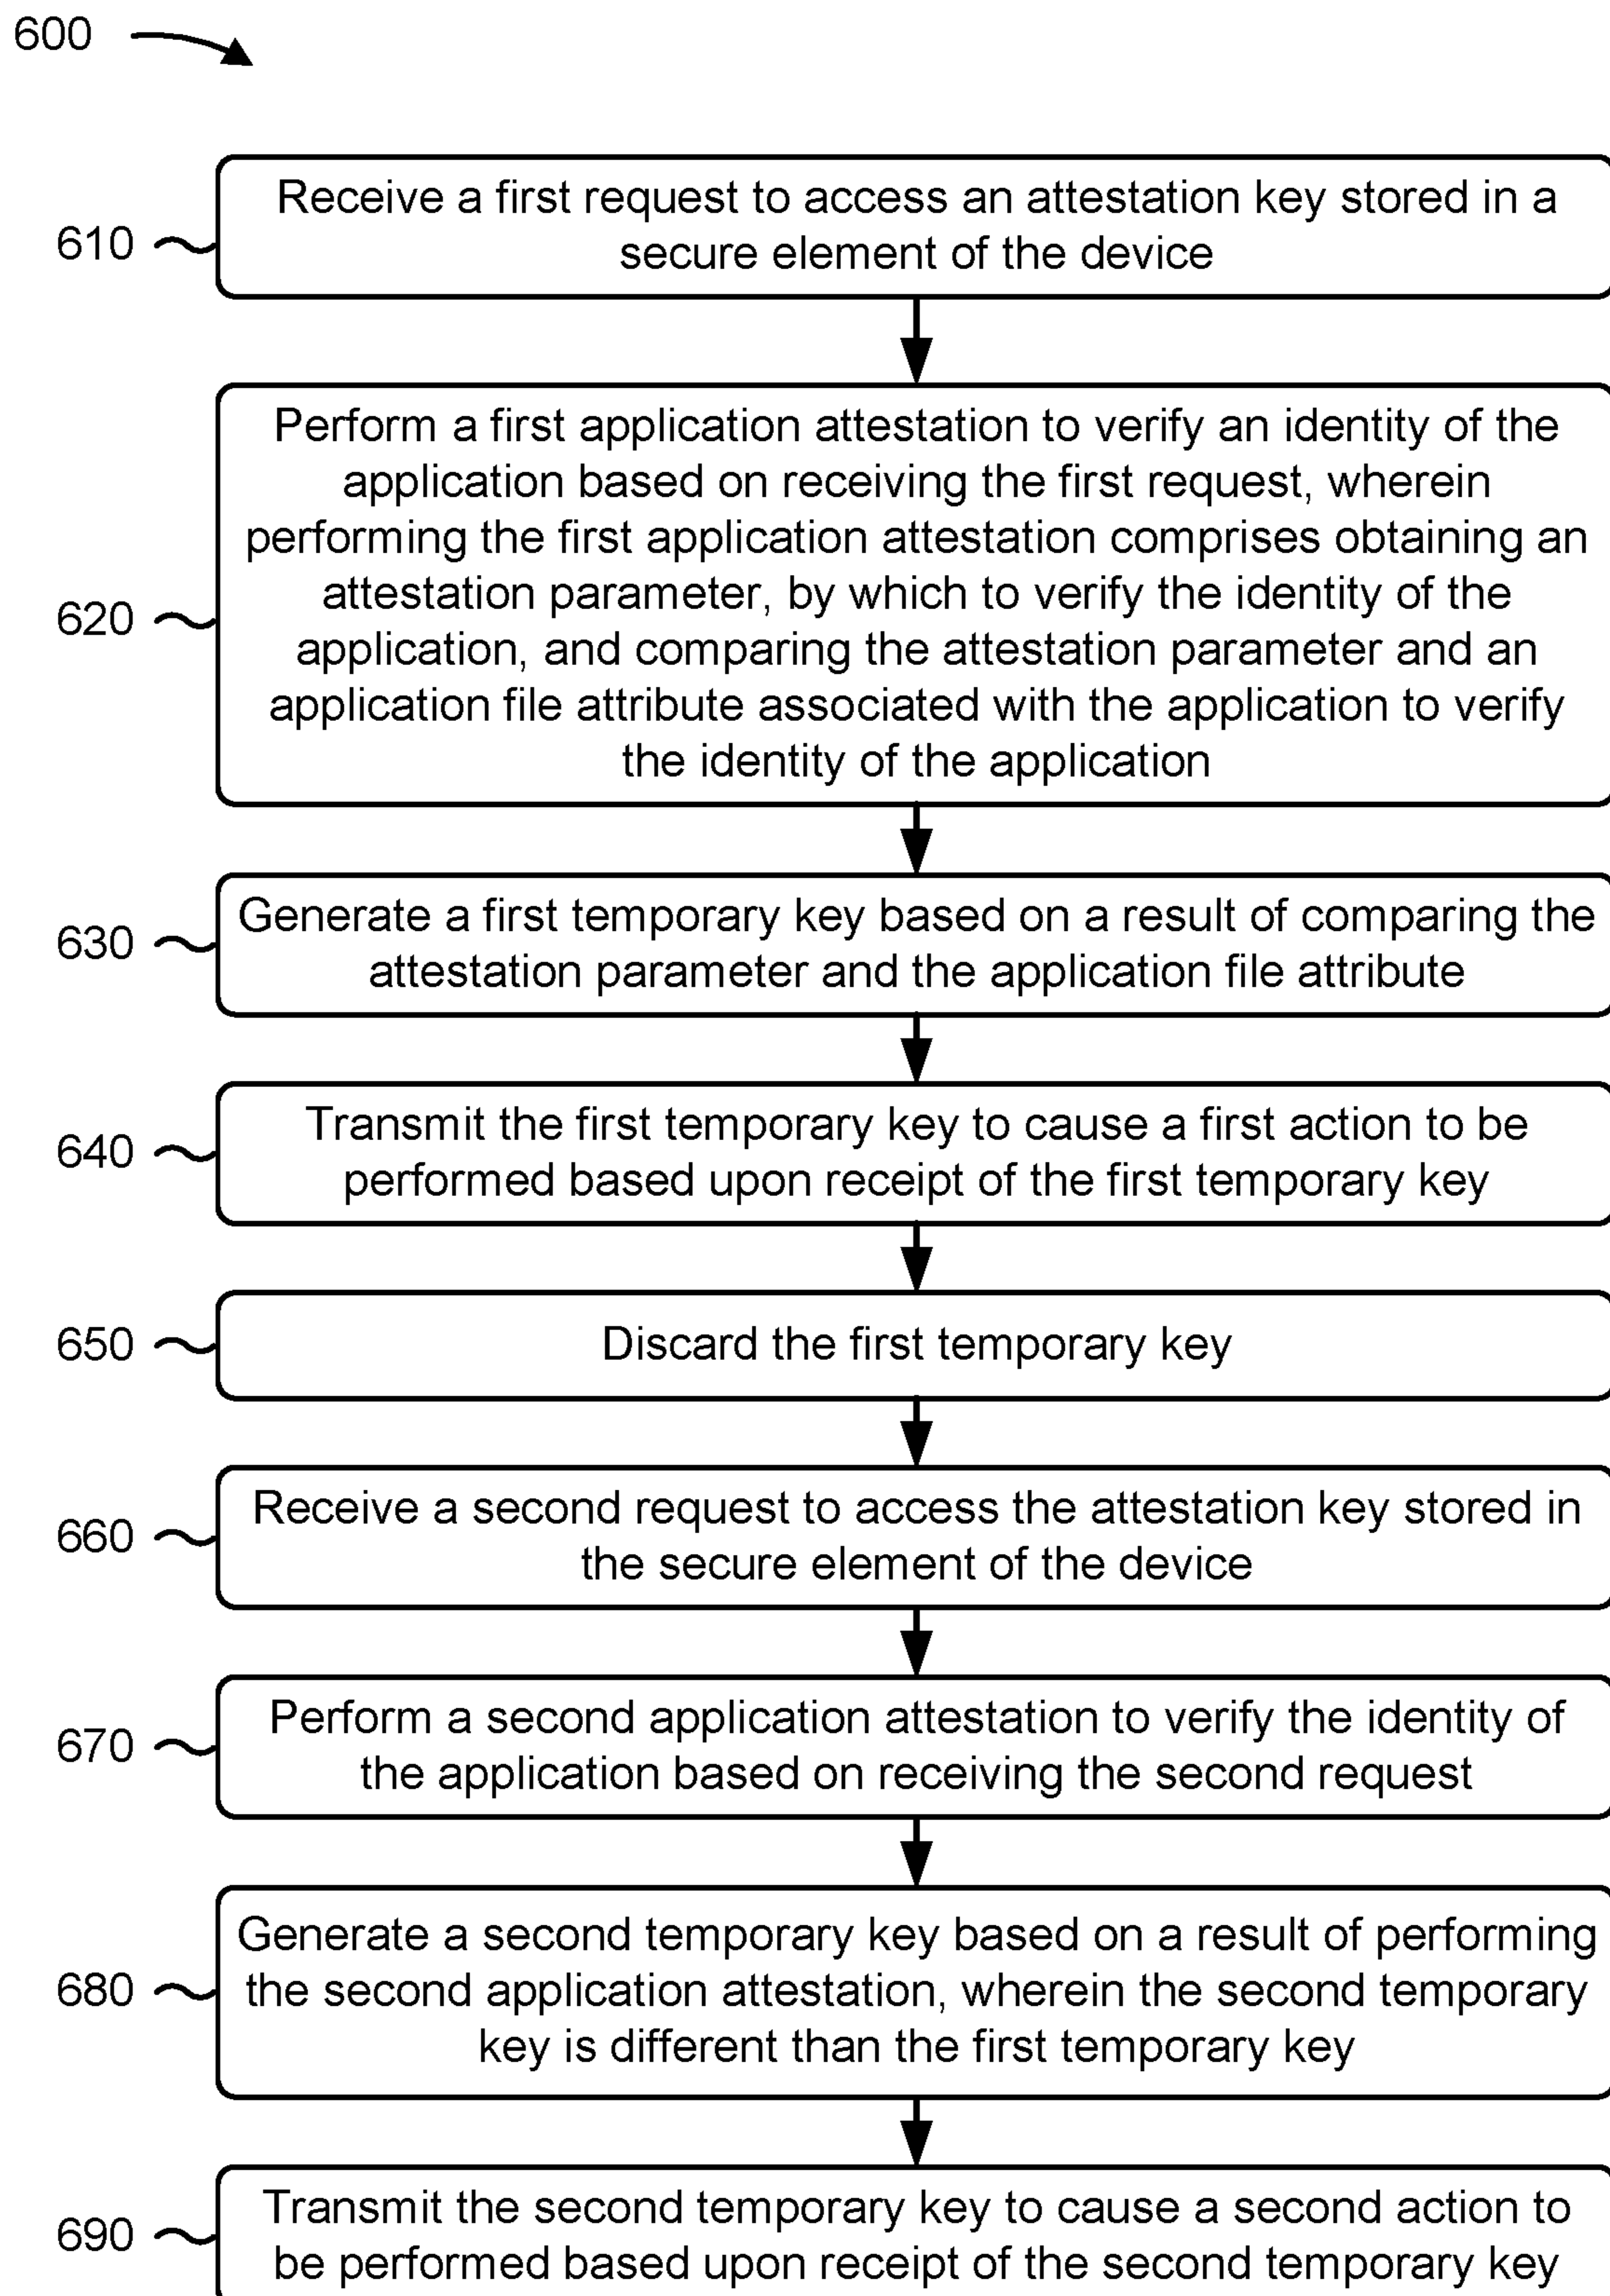 600
610
Receive a first request to access an attestation key stored in a
secure element of the device
620
Perform a first application attestation to verify an identity of the
application based on receiving the first request, wherein
performing the first application attestation comprises obtaining an
attestation parameter, by which to verify the identity of the
application, and comparing the attestation parameter and an
application file attribute associated with the application to verify
the identity of the application
630
Generate a first temporary key based on a result of comparing the
attestation parameter and the application file attribute
640
Transmit the first temporary key to cause a first action to be
performed based upon receipt of the first temporary key
650
Discard the first temporary key
660
Receive a second request to access the attestation key stored in
the secure element of the device
670
Perform a second application attestation to verify the identity of
the application based on receiving the second request
680
Generate a second temporary key based on a result of performing
the second application attestation, wherein the second temporary
key is different than the first temporary key
690
Transmit the second temporary key to cause a second action to
be performed based upon receipt of the second temporary key